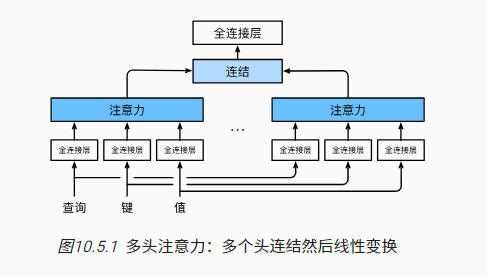 全连接层
连结
注意力 注意力
...
全连接层 全连接层 全连接层 全连接层 全连接层 全连接层
查询 键 值
图10.5.1 多头注意力：多个头连结然后线性变换